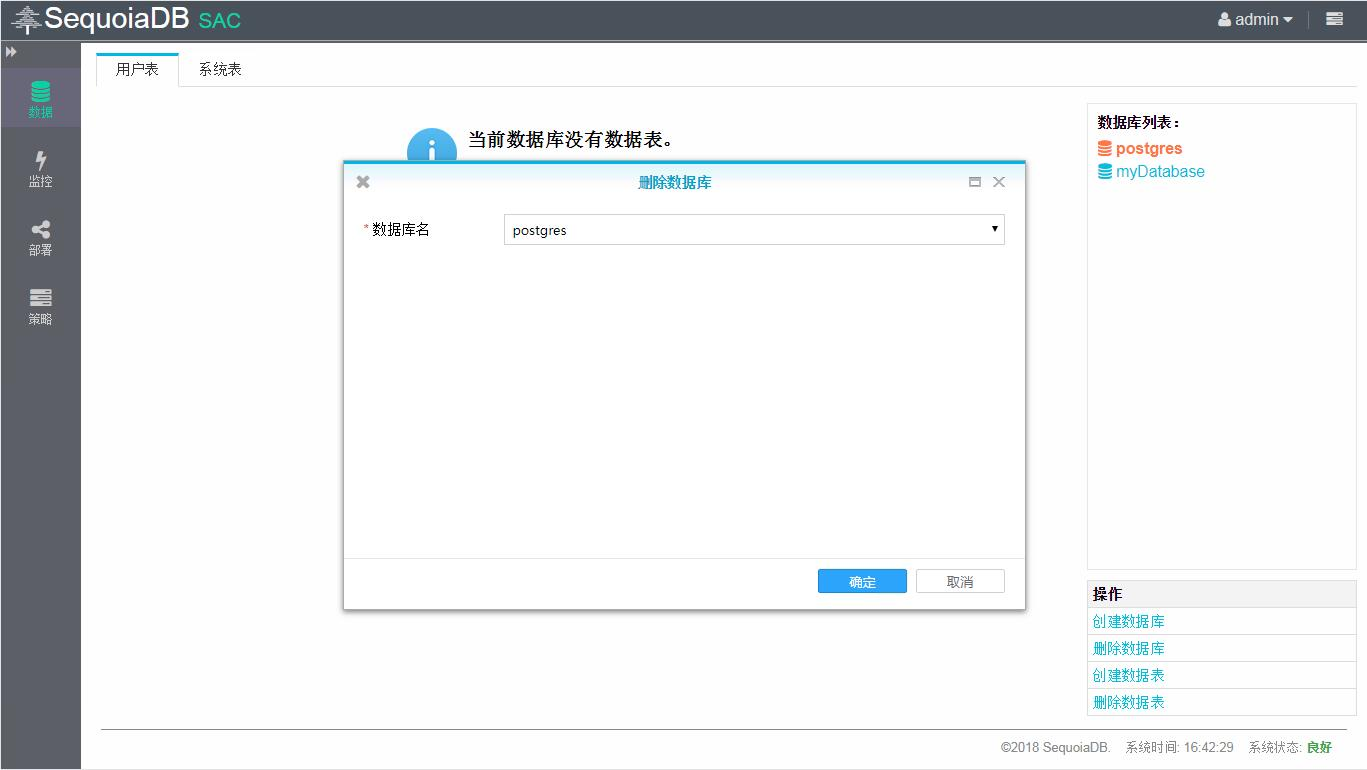 SequoiaDB SAC
admin
数据
监控
部署
策略
用户表 系统表
当前数据库没有数据表。
删除数据库
* 数据库名
postgres
确定 取消
数据库列表：
postgres
myDatabase
操作
创建数据库
删除数据库
创建数据表
删除数据表
©2018 SequoiaDB. 系统时间: 16:42:29 系统状态: 良好